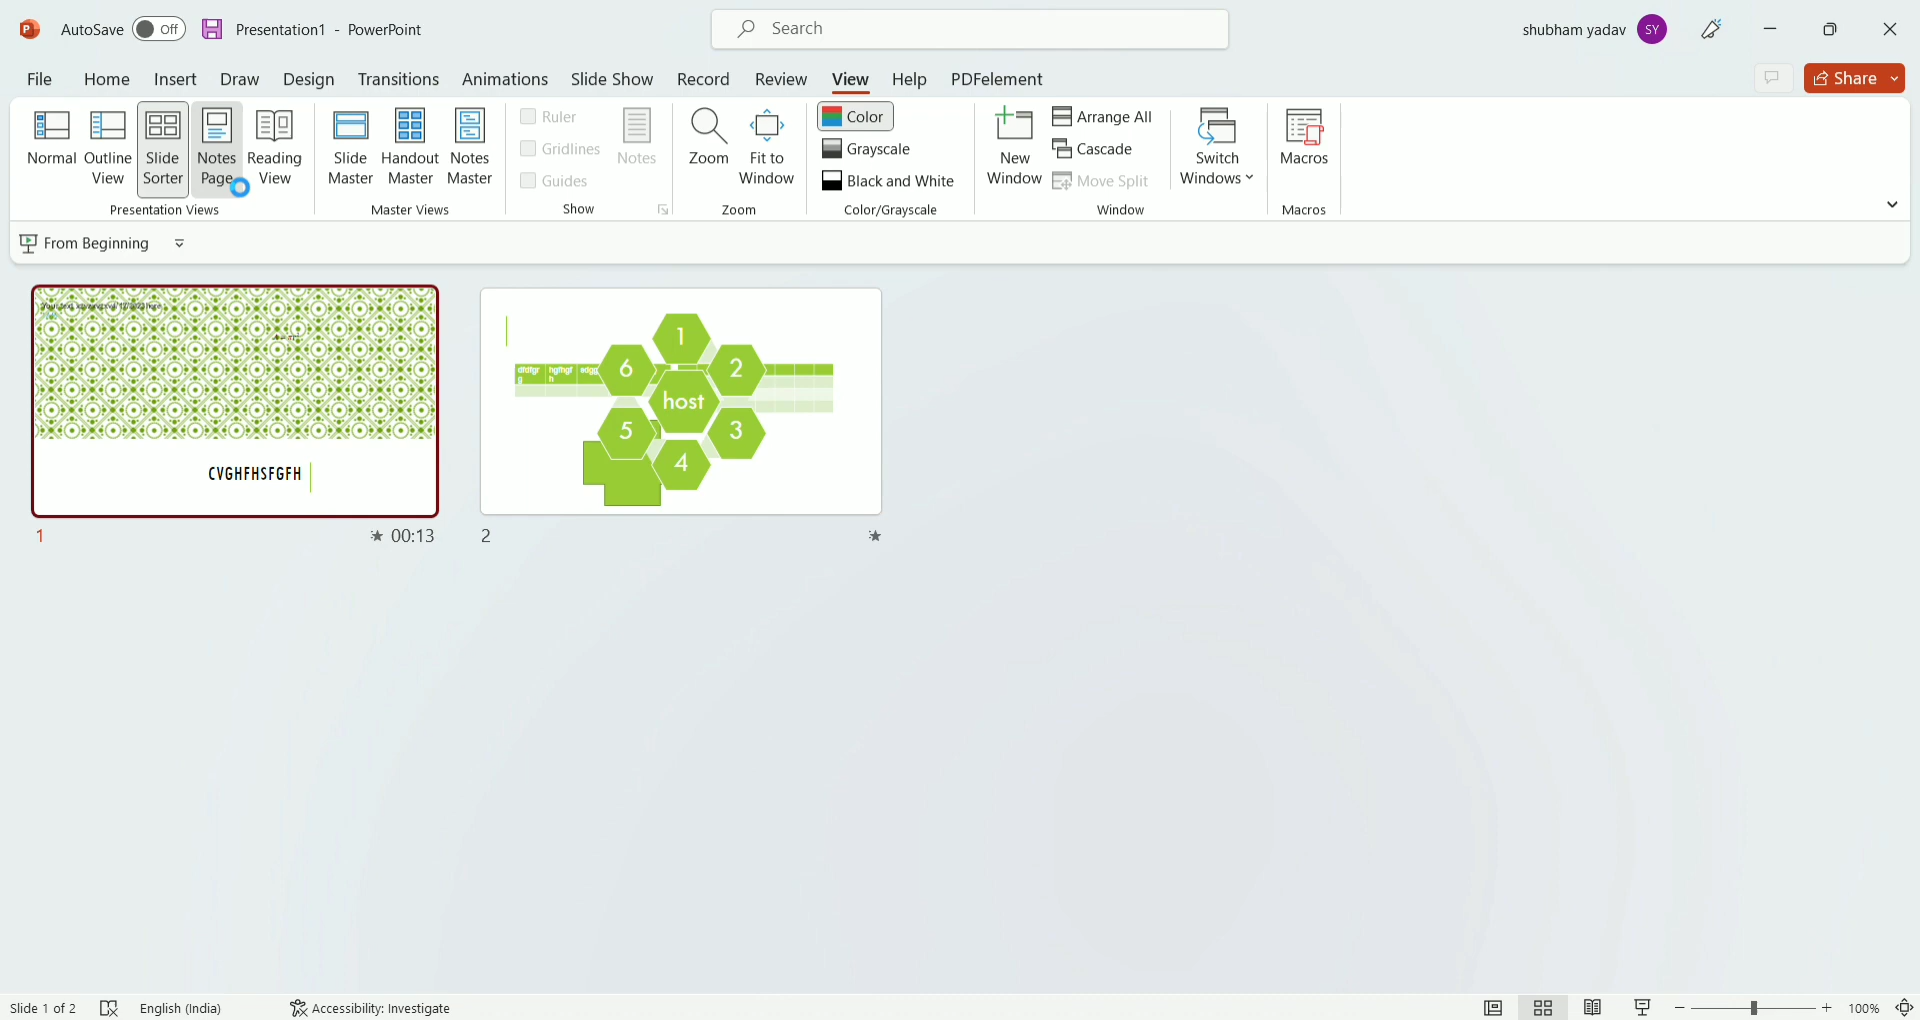 AutoSave Off Presentation1 - PowerPoint Search shubham yadav SY
File Home Insert Draw Design Transitions Animations Slide Show Record Review View Help PDFelement Share
Normal
Outline View
Slide Sorter
Notes Page
Reading View
Presentation Views
Slide Master
Handout Master
Notes Master
Master Views
Ruler
Gridlines
Guides
Notes
Show
Zoom
Fit to Window
Zoom
Color
Grayscale
Black and White
Color/Grayscale
New Window
Arrange All
Cascade
Move Split
Switch Windows
Window
Macros
Macros
From Beginning
CVGHFHSFGFH
1 00:13
dfdfgr
g
hgfhgf
h
1
2
3
4
5
6
host
2
Slide 1 of 2 English (India) Accessibility: Investigate 100%